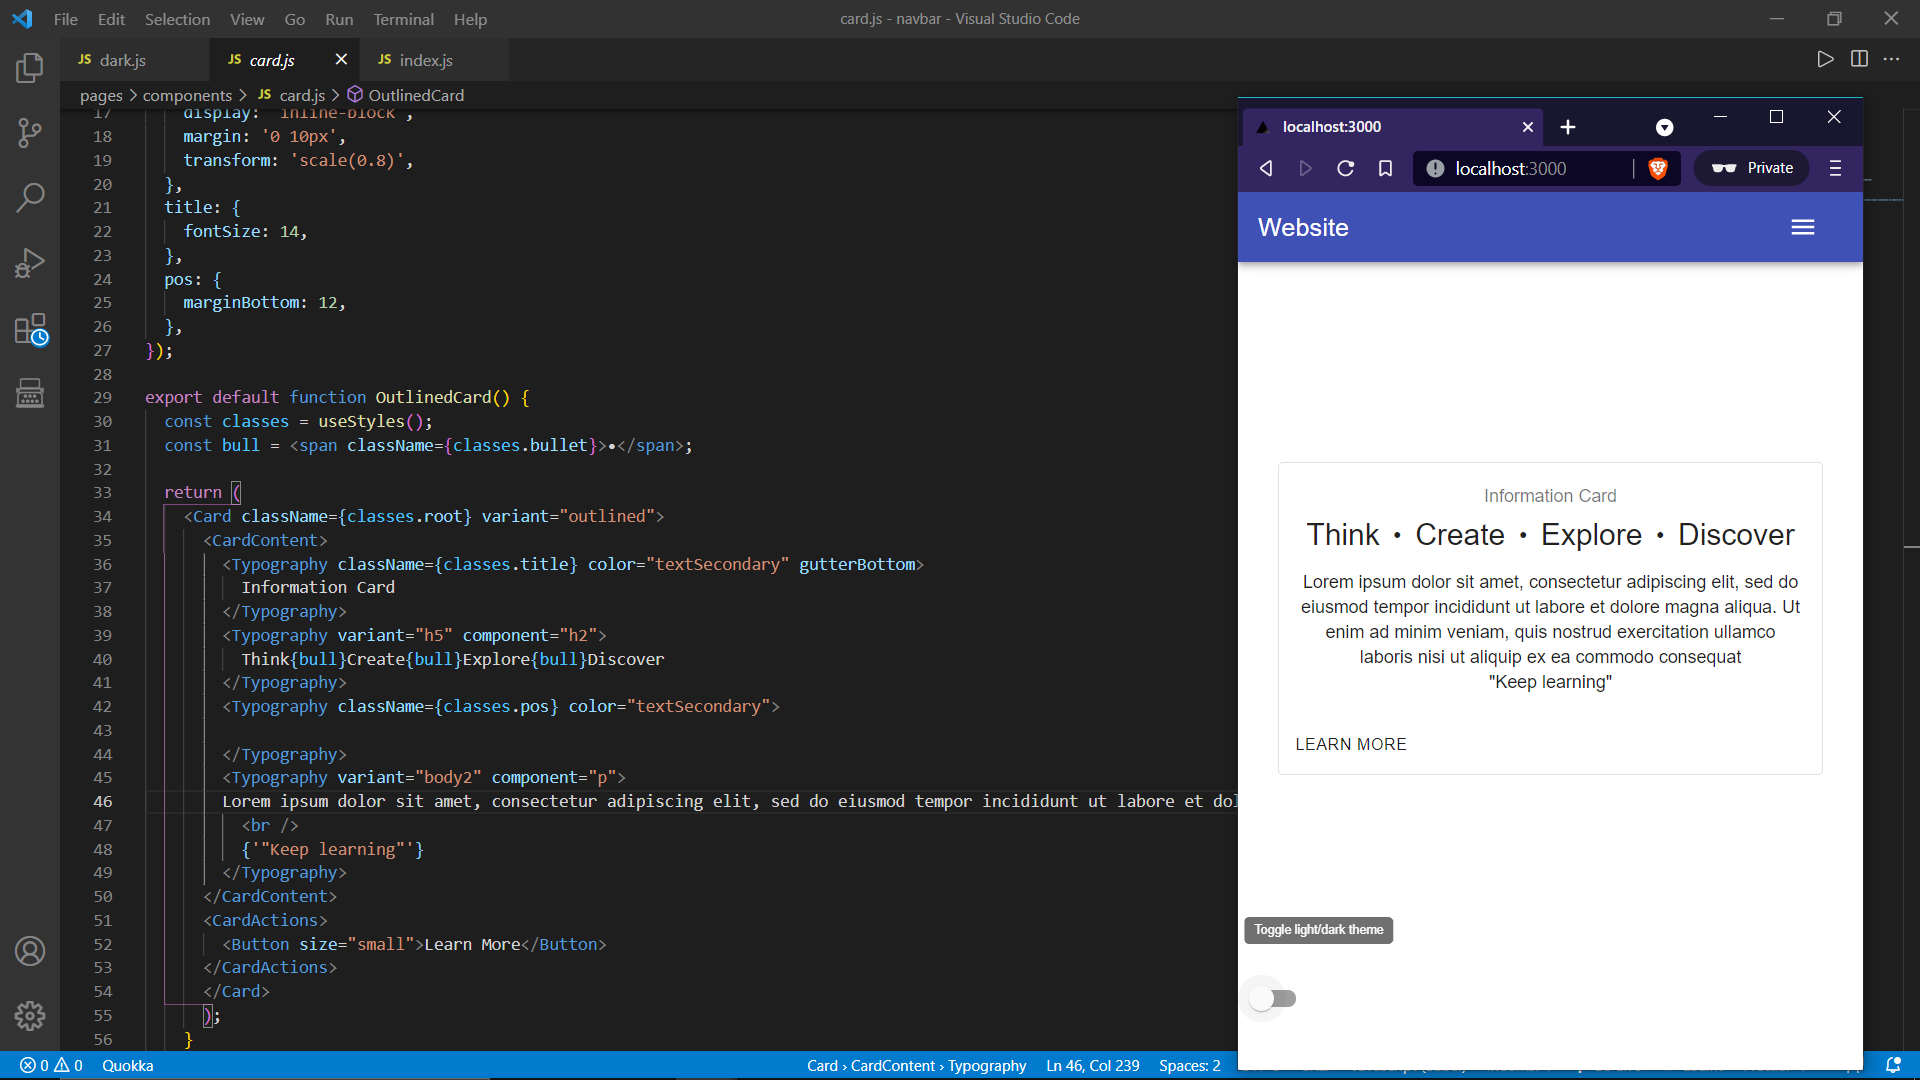 File Edit Selection View Go Run Terminal Help
card.js - navbar - Visual Studio Code
JS dark.js
JS card.js
JS index.js
pages > components > JS card.js > OutlinedCard
17 display: 'inline-block',
18 margin: '0 10px',
19 transform: 'scale(0.8)',
20 },
21 title: {
22 fontSize: 14,
23 },
24 pos: {
25 marginBottom: 12,
26 },
27 });
28
29 export default function OutlinedCard() {
30 const classes = useStyles();
31 const bull = <span className={classes.bullet}>•</span>;
32
33 return (
34 <Card className={classes.root} variant="outlined">
35 <CardContent>
36 <Typography className={classes.title} color="textSecondary" gutterBottom>
37 Information Card
38 </Typography>
39 <Typography variant="h5" component="h2">
40 Think{bull}Create{bull}Explore{bull}Discover
41 </Typography>
42 <Typography className={classes.pos} color="textSecondary">
43
44 </Typography>
45 <Typography variant="body2" component="p">
46 Lorem ipsum dolor sit amet, consectetur adipiscing elit, sed do eiusmod tempor incididunt ut labore et dol
47 <br />
48 {'"Keep learning"'}
49 </Typography>
50 </CardContent>
51 <CardActions>
52 <Button size="small">Learn More</Button>
53 </CardActions>
54 </Card>
55 );
56 }
0 0 Quokka
Card › CardContent › Typography Ln 46, Col 239 Spaces: 2
localhost:3000
localhost:3000
Private
Website
Information Card
Think • Create • Explore • Discover
Lorem ipsum dolor sit amet, consectetur adipiscing elit, sed do
eiusmod tempor incididunt ut labore et dolore magna aliqua. Ut
enim ad minim veniam, quis nostrud exercitation ullamco
laboris nisi ut aliquip ex ea commodo consequat
"Keep learning"
LEARN MORE
Toggle light/dark theme